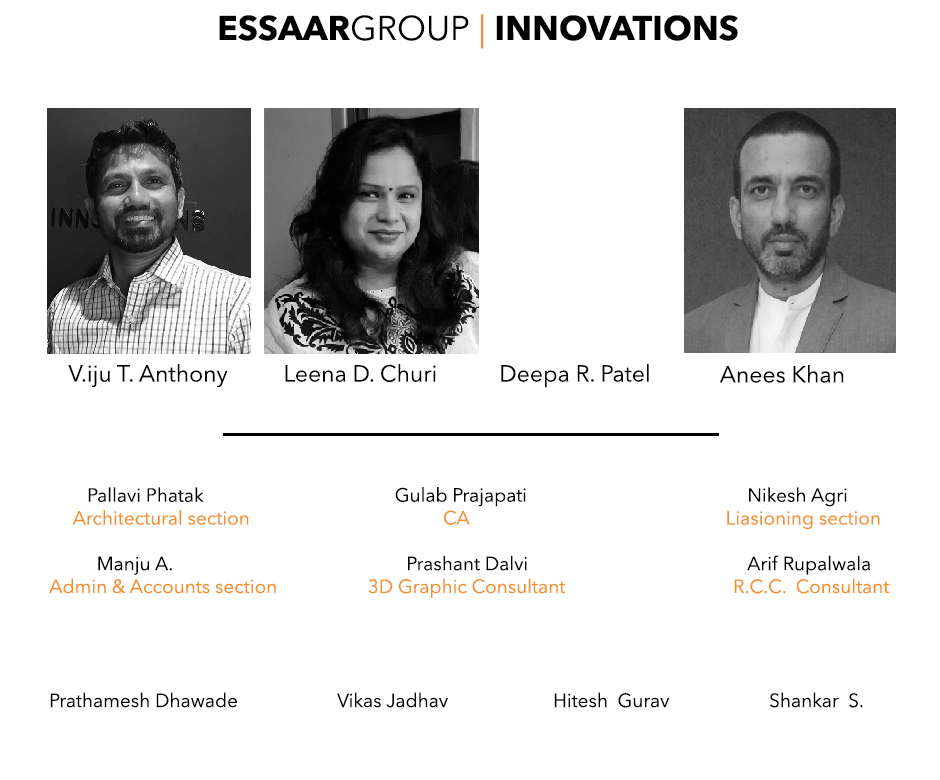 ESSAARGROUP | INNOVATIONS
INNO NS
V.iju T. Anthony Leena D. Churi Deepa R. Patel Anees Khan
Pallavi Phatak Gulab Prajapati Nikesh Agri
Architectural section CA Liasioning section
Manju A. Prashant Dalvi Arif Rupalwala
Admin & Accounts section 3D Graphic Consultant R.C.C. Consultant
Prathamesh Dhawade Vikas Jadhav Hitesh Gurav Shankar S.